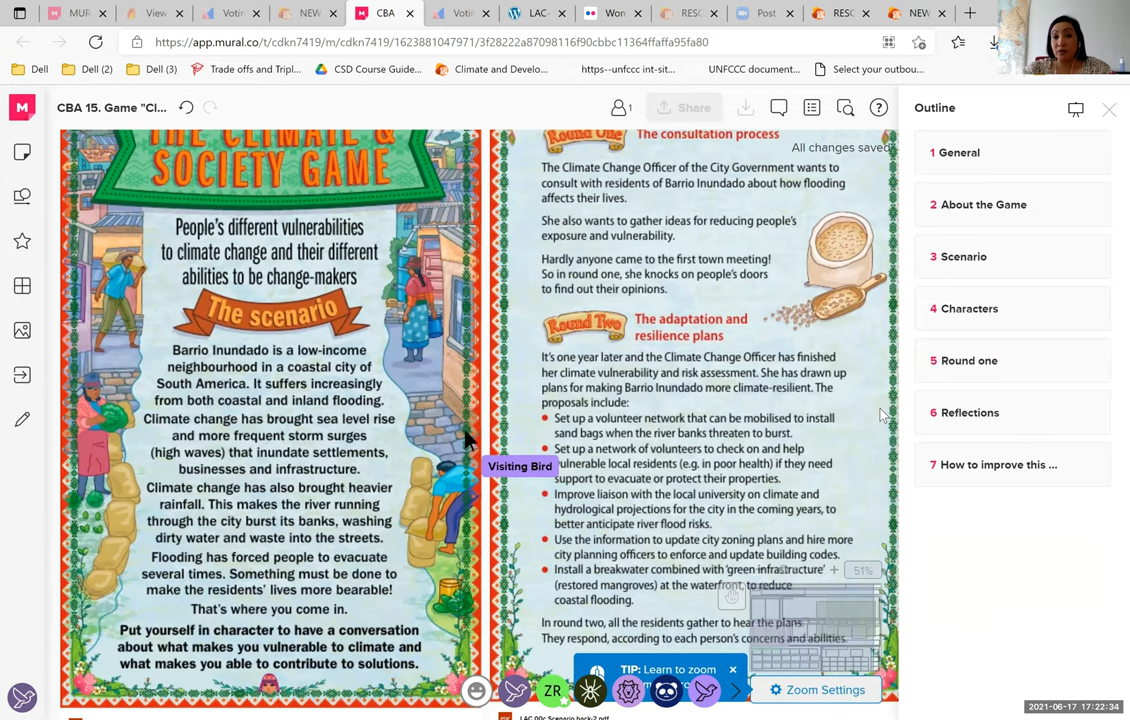 MUR
View
Votin
NEW
CBA
Votin
LAC-
Wom
RESC
Post
RESC
NEW
https://app.mural.co/t/cdkn7419/m/cdkn7419/1623881047971/3f28222a87098116f90cbbc11364ffaffa95fa80
Dell
Dell (2)
Dell (3)
Trade offs and Tripl...
CSD Course Guide...
Climate and Develo...
https--unfccc int-sit...
UNFCCC document...
Select your outbou...
CBA 15. Game "Cl...
1
Share
Outline
All changes saved
THE CLIMATE &
SOCIETY GAME
People's different vulnerabilities
to climate change and their different
abilities to be change-makers
The scenario
Barrio Inundado is a low-income
neighbourhood in a coastal city of
South America. It suffers increasingly
from both coastal and inland flooding.
Climate change has brought sea level rise
and more frequent storm surges
(high waves) that inundate settlements,
businesses and infrastructure.
Climate change has also brought heavier
rainfall. This makes the river running
through the city burst its banks, washing
dirty water and waste into the streets.
Flooding has forced people to evacuate
several times. Something must be done to
make the residents' lives more bearable!
That's where you come in.
Put yourself in character to have a conversation
about what makes you vulnerable to climate and
what makes you able to contribute to solutions.
Round One
The consultation process
The Climate Change Officer of the City Government wants to
consult with residents of Barrio Inundado about how flooding
affects their lives.
She also wants to gather ideas for reducing people's
exposure and vulnerability.
Hardly anyone came to the first town meeting!
So in round one, she knocks on people's doors
to find out their opinions.
Round Two
The adaptation and
resilience plans
It's one year later and the Climate Change Officer has finished
her climate vulnerability and risk assessment. She has drawn up
plans for making Barrio Inundado more climate-resilient. The
proposals include:
• Set up a volunteer network that can be mobilised to install
sand bags when the river banks threaten to burst.
• Set up a network of volunteers to check on and help
vulnerable local residents (e.g. in poor health) if they need
support to evacuate or protect their properties.
• Improve liaison with the local university on climate and
hydrological projections for the city in the coming years, to
better anticipate river flood risks.
• Use the information to update city zoning plans and hire more
city planning officers to enforce and update building codes.
• Install a breakwater combined with 'green infrastructure'
(restored mangroves) at the waterfront, to reduce
coastal flooding.
In round two, all the residents gather to hear the plans.
They respond, according to each person's concerns and abilities.
Visiting Bird
51%
TIP: Learn to zoom
ZR
Zoom Settings
LAC 00c Scenario back-2.pdf
1 General
2 About the Game
3 Scenario
4 Characters
5 Round one
6 Reflections
7 How to improve this ...
2021-06-17 17:22:34